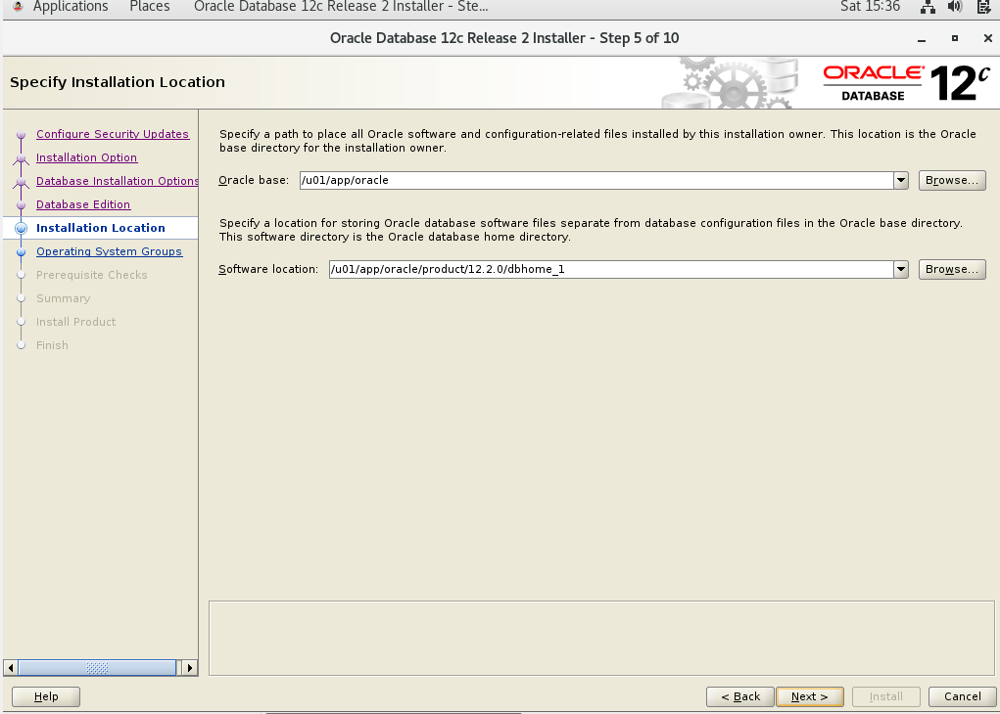 Applications Places Oracle Database 12c Release 2 Installer - Ste... Sat 15:36
Oracle Database 12c Release 2 Installer - Step 5 of 10
Specify Installation Location
ORACLE
DATABASE
12c
Configure Security Updates
Installation Option
Database Installation Options
Database Edition
Installation Location
Operating System Groups
Prerequisite Checks
Summary
Install Product
Finish
Specify a path to place all Oracle software and configuration-related files installed by this installation owner. This location is the Oracle
base directory for the installation owner.
Oracle base: /u01/app/oracle Browse...
Specify a location for storing Oracle database software files separate from database configuration files in the Oracle base directory.
This software directory is the Oracle database home directory.
Software location: /u01/app/oracle/product/12.2.0/dbhome_1 Browse...
Help < Back Next > Install Cancel